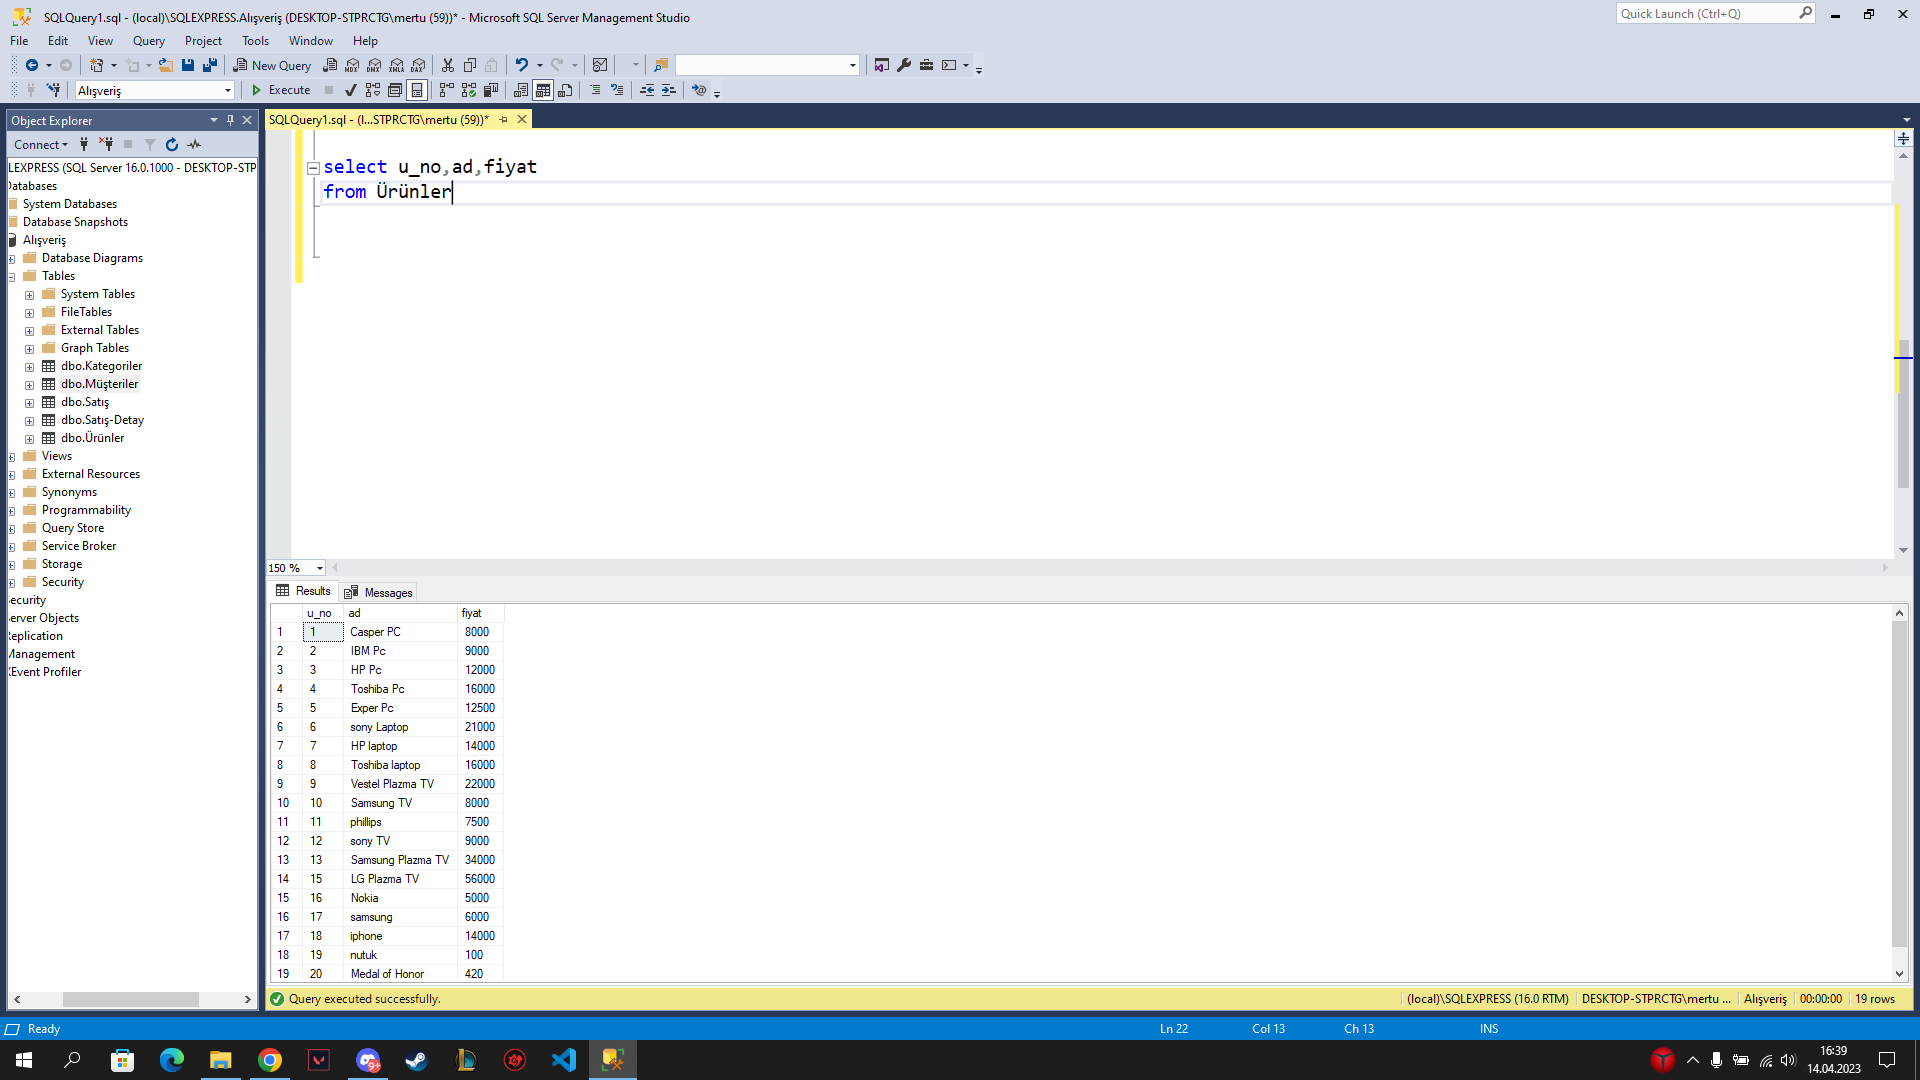 SQLQuery1.sql - (local)\SQLEXPRESS.Alışveriş (DESKTOP-STPRCTG\mertu (59))* - Microsoft SQL Server Management Studio
Quick Launch (Ctrl+Q)
File Edit View Query Project Tools Window Help
New Query
MDX DMX XMLA DAX
Alışveriş
Execute
Object Explorer
SQLQuery1.sql - (l...STPRCTG\mertu (59))*
Connect
LEXPRESS (SQL Server 16.0.1000 - DESKTOP-STP
Databases
System Databases
Database Snapshots
Alışveriş
Database Diagrams
Tables
System Tables
FileTables
External Tables
Graph Tables
dbo.Kategoriler
dbo.Müşteriler
dbo.Satış
dbo.Satış-Detay
dbo.Ürünler
Views
External Resources
Synonyms
Programmability
Query Store
Service Broker
Storage
Security
ecurity
erver Objects
Replication
Management
XEvent Profiler
select u_no,ad,fiyat
from Ürünler
150 %
Results Messages
u_no ad fiyat
1 1 Casper PC 8000
2 2 IBM Pc 9000
3 3 HP Pc 12000
4 4 Toshiba Pc 16000
5 5 Exper Pc 12500
6 6 sony Laptop 21000
7 7 HP laptop 14000
8 8 Toshiba laptop 16000
9 9 Vestel Plazma TV 22000
10 10 Samsung TV 8000
11 11 phillips 7500
12 12 sony TV 9000
13 13 Samsung Plazma TV 34000
14 15 LG Plazma TV 56000
15 16 Nokia 5000
16 17 samsung 6000
17 18 iphone 14000
18 19 nutuk 100
19 20 Medal of Honor 420
Query executed successfully.
(local)\SQLEXPRESS (16.0 RTM) DESKTOP-STPRCTG\mertu ... Alışveriş 00:00:00 19 rows
Ready Ln 22 Col 13 Ch 13 INS
9+
16:39
14.04.2023